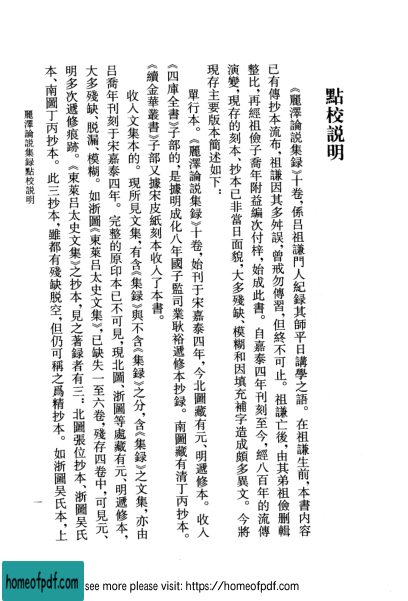 點校説明
《麗澤論説集録》十卷，係吕祖謙門人紀録其師平日講學之語。在祖謙生前，本書内容
已有傳抄本流布，祖謙因其多舛誤，曾戒勿傳習，但終不可止。祖謙亡後，由其弟祖儉刪輯
整比，再經祖儉子喬年附益編次付梓，始成此書。自嘉泰四年刊刻至今，經八百年的流傳
演變，現存的刻本、抄本已非當日面貌，大多殘缺、模糊和因填充補字造成頗多異文。今將
現存主要版本簡述如下：
單行本。《麗澤論説集録》十卷，始刊于宋嘉泰四年，今北圖藏有元、明遞修本。收入
《四庫全書》子部的，是據明成化八年國子監司業耿裕遞修本抄録。南圖藏有清丁丙抄本。
《續金華叢書》子部又據宋皮紙刻本收入了本書。
收入文集本的。現所見文集，有含《集録》與不含《集録》之分，含《集録》之文集，亦由
吕喬年刊刻于宋嘉泰四年。完整的原印本已不可見，現北圖、浙圖等處藏有元、明遞修本，
大多殘缺、脱漏、模糊。如浙圖《東萊吕太史文集》，已缺失一至六卷，殘存四卷中，可見元、
明多次遞修痕跡。《東萊吕太史文集》之抄本，見之著録者有三，北圖張位抄本、浙圖吴氏
本、南圖丁丙抄本。此三抄本，雖都有殘缺脱空，但仍可稱之爲精抄本。如浙圖吴氏本，上
麗澤論説集録點校説明
一
homeofpdf.com
see more please visit: https://homeofpdf.com